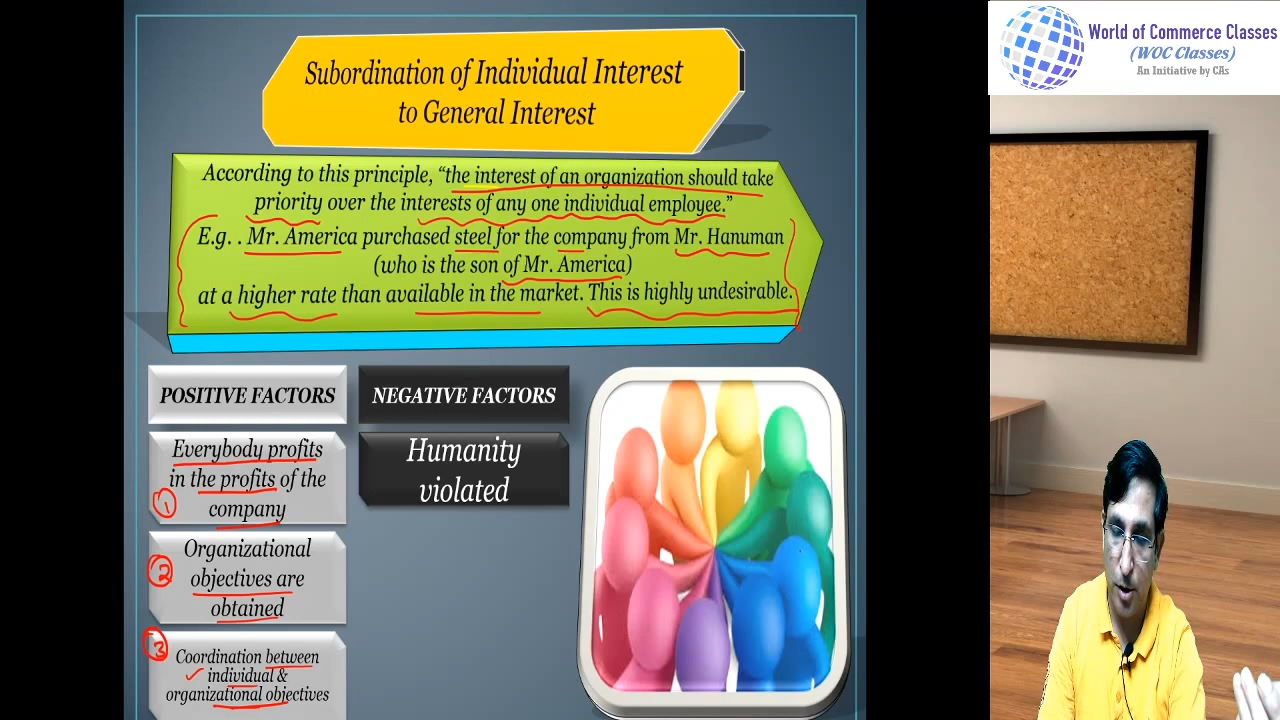 Subordination of Individual Interest
to General Interest
According to this principle, “the interest of an organization should take
priority over the interests of any one individual employee.”
E.g. . Mr. America purchased steel for the company from Mr. Hanuman
(who is the son of Mr. America)
at a higher rate than available in the market. This is highly undesirable.
POSITIVE FACTORS
Everybody profits
in the profits of the
company
1
Organizational
objectives are
obtained
2
Coordination between
individual &
organizational objectives
3
NEGATIVE FACTORS
Humanity
violated
World of Commerce Classes
(WOC Classes)
An Initiative by CAs